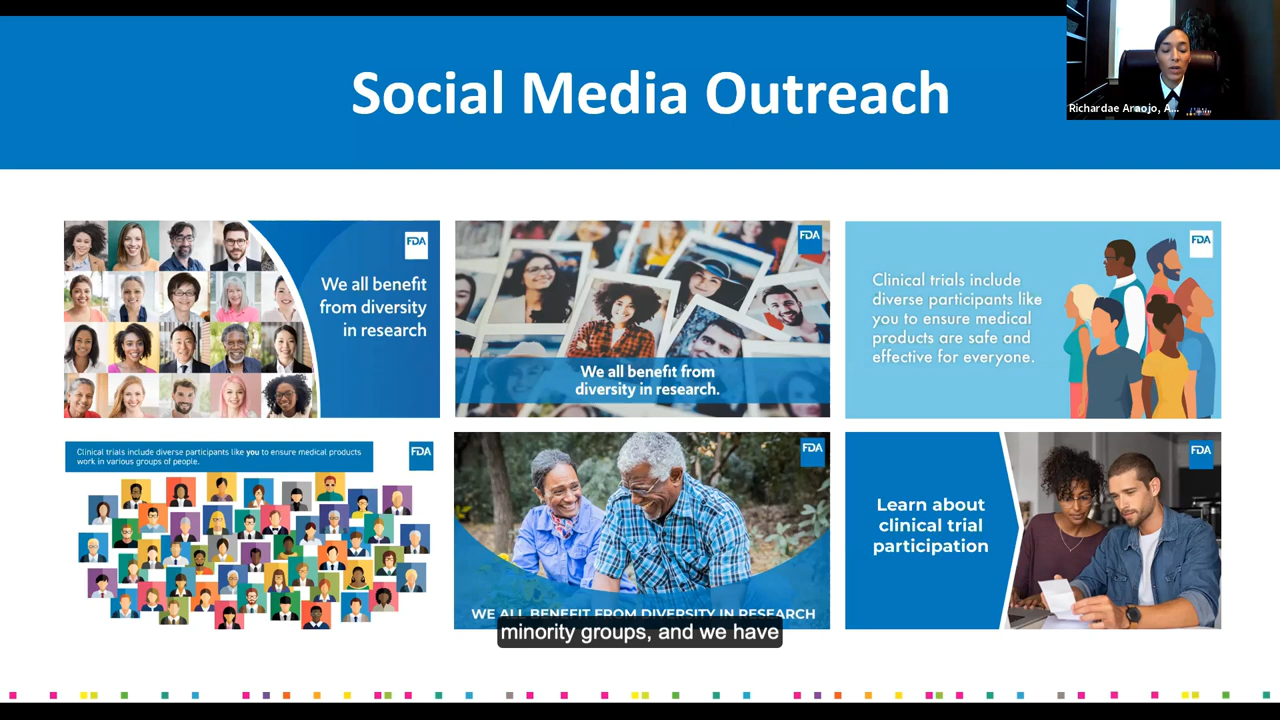 Social Media Outreach
Richardae Araojo, A...
FDA
We all benefit
from diversity
in research
FDA
We all benefit from
diversity in research.
FDA
Clinical trials include
diverse participants like
you to ensure medical
products are safe and
effective for everyone.
Clinical trials include diverse participants like you to ensure medical products
work in various groups of people.
FDA
FDA
WE ALL BENEFIT FROM DIVERSITY IN RESEARCH
FDA
Learn about
clinical trial
participation
minority groups, and we have